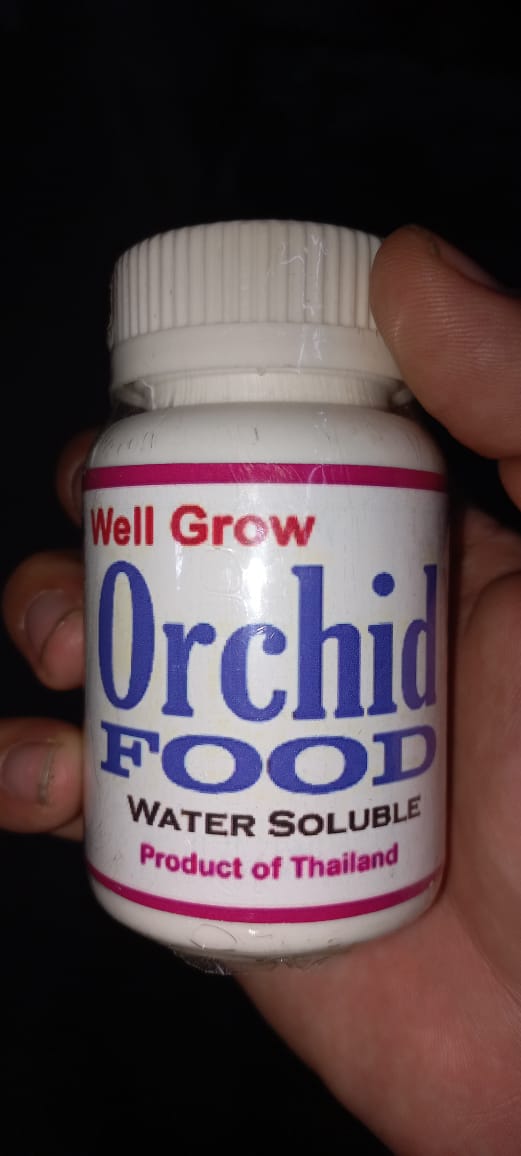 Well Grow
Orchid
FOOD
WATER SOLUBLE
Product of Thailand